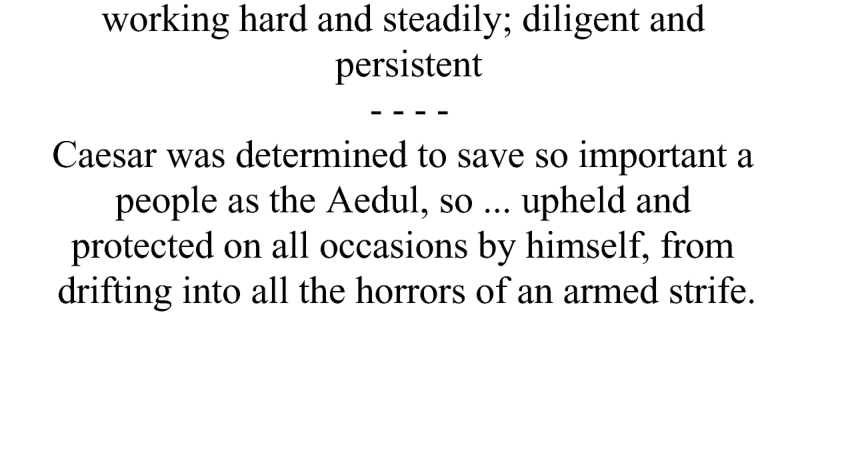 working hard and steadily; diligent and
persistent
- - - -
Caesar was determined to save so important a
people as the Aedul, so ... upheld and
protected on all occasions by himself, from
drifting into all the horrors of an armed strife.